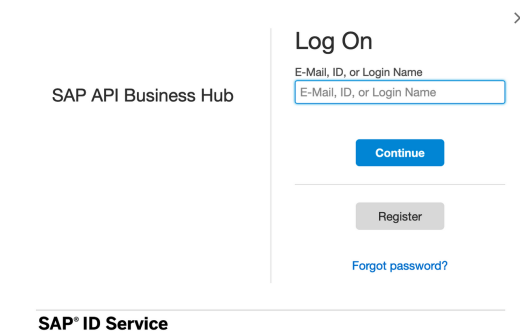 Log On
E-Mail, ID, or Login Name
E-Mail, ID, or Login Name
SAP API Business Hub
Continue
Register
Forgot password?
SAP® ID Service